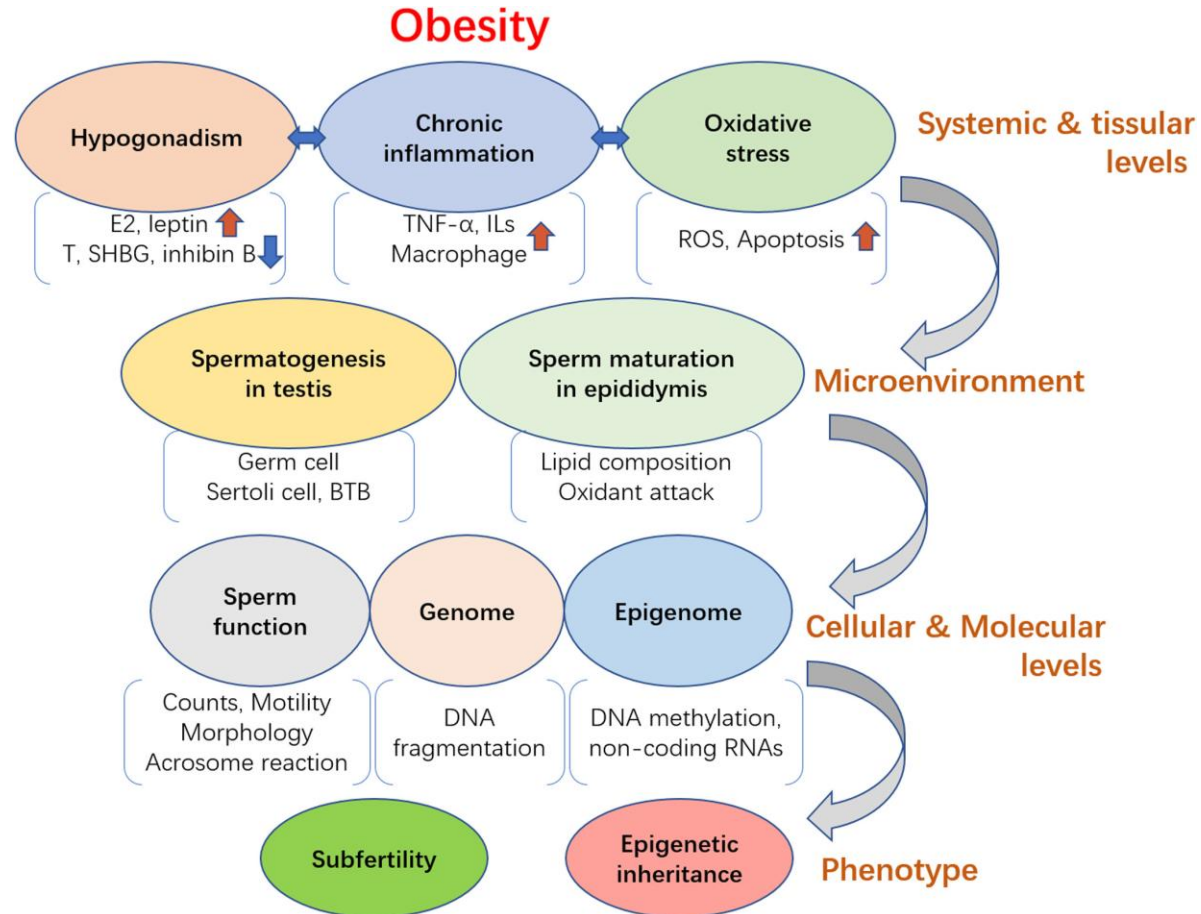 Obesity
Hypogonadism
Chronic
inflammation
Oxidative
stress
Systemic & tissular
levels
E2, leptin
T, SHBG, inhibin B
TNF-α, ILs
Macrophage
ROS, Apoptosis
Spermatogenesis
in testis
Sperm maturation
in epididymis
Microenvironment
Germ cell
Sertoli cell, BTB
Lipid composition
Oxidant attack
Sperm
function
Genome
Epigenome
Cellular & Molecular
levels
Counts, Motility
Morphology
Acrosome reaction
DNA
fragmentation
DNA methylation,
non-coding RNAs
Subfertility
Epigenetic
inheritance
Phenotype